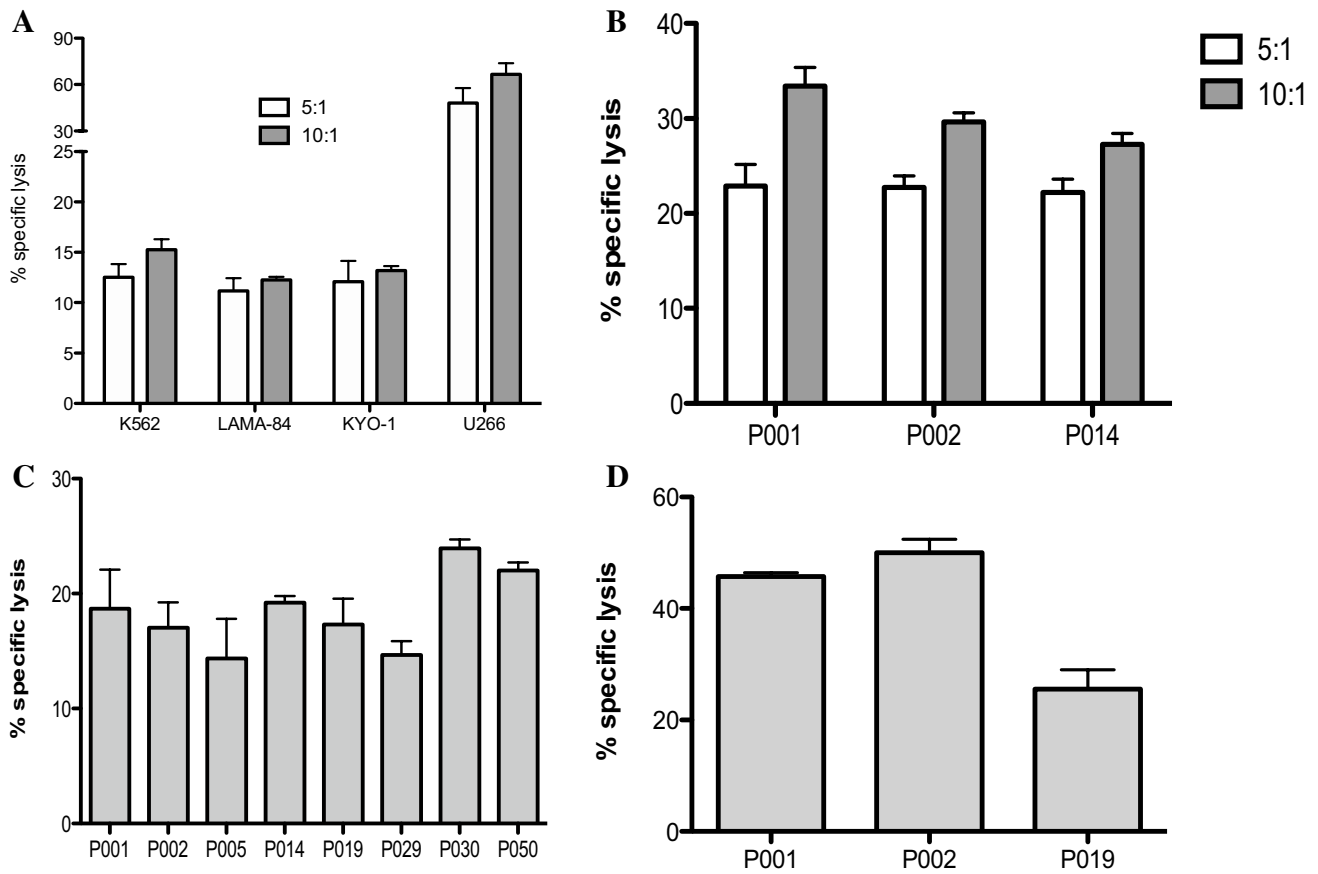 A
% specific lysis
90
60
30
25
20
15
10
5
0
5:1
10:1
K562 LAMA-84 KYO-1 U266
B
% specific lysis
40
30
20
10
0
5:1
10:1
P001 P002 P014
C
% specific lysis
30
20
10
0
P001 P002 P005 P014 P019 P029 P030 P050
D
% specific lysis
60
40
20
0
P001 P002 P019